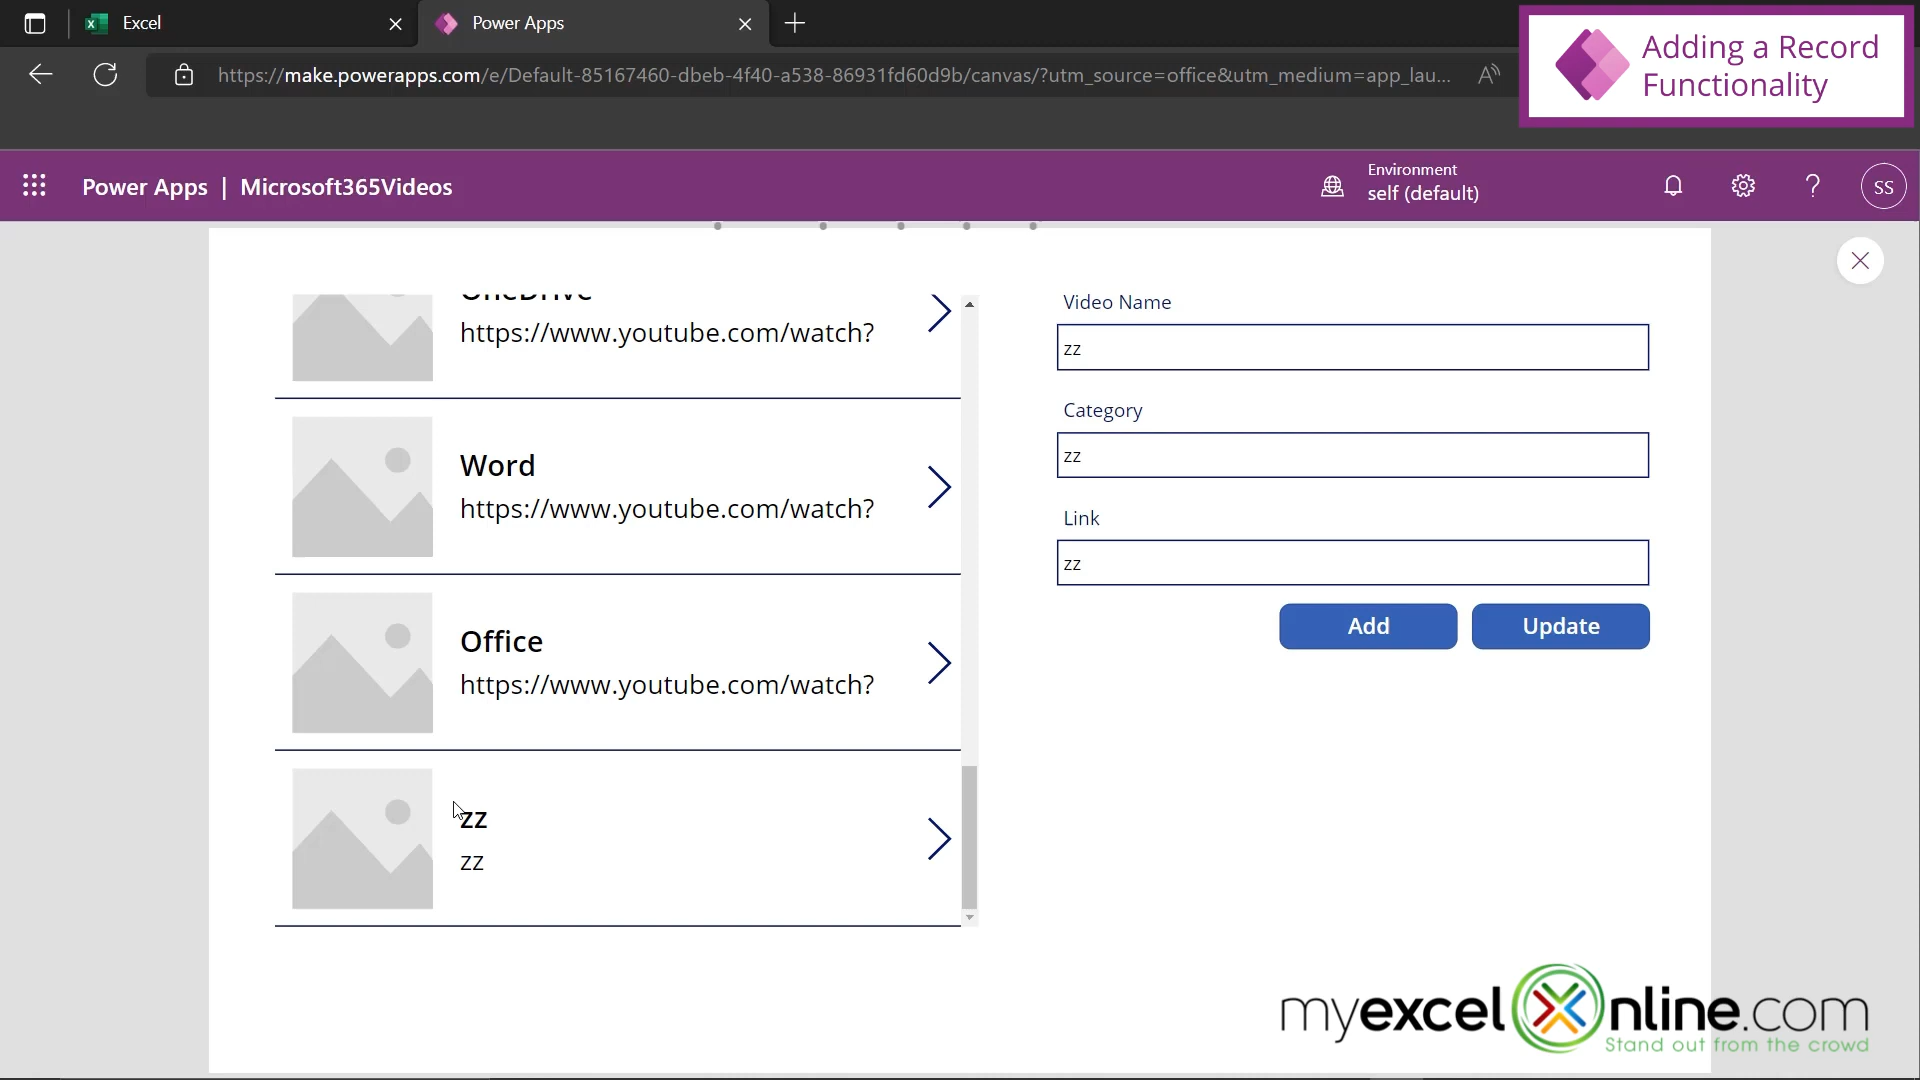 Excel
Power Apps
https://make.powerapps.com/e/Default-85167460-dbeb-4f40-a538-86931fd60d9b/canvas/?utm_source=office&utm_medium=app_lau...
Adding a Record
Functionality
Power Apps | Microsoft365Videos
Environment
self (default)
?
SS
OneDrive
https://www.youtube.com/watch?
Word
https://www.youtube.com/watch?
Office
https://www.youtube.com/watch?
zz
zz
Video Name
zz
Category
zz
Link
zz
Add
Update
myexcelOnline.com
Stand out from the crowd